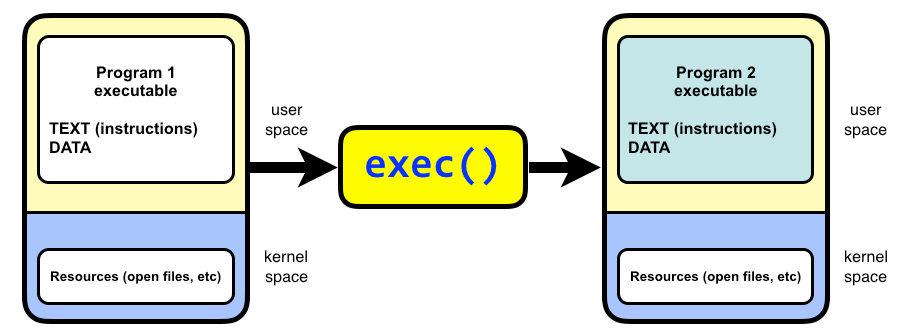 Program 1
executable
TEXT (instructions)
DATA
Resources (open files, etc)
user
space
kernel
space
exec()
Program 2
executable
TEXT (instructions)
DATA
Resources (open files, etc)
user
space
kernel
space